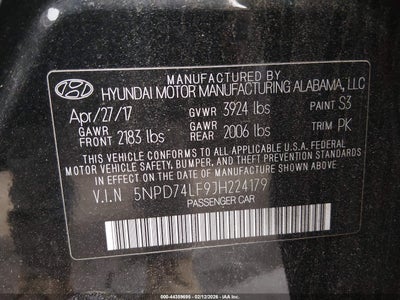 MANUFACTURED BY
HYUNDAI MOTOR MANUFACTURING ALABAMA, LLC
Apr/27/17 GVWR 3924 lbs PAINT S3
GAWR FRONT 2183 lbs GAWR REAR 2006 lbs TRIM PK
THIS VEHICLE CONFORMS TO ALL APPLICABLE U.S.A FEDERAL
MOTOR VEHICLE SAFETY, BUMPER, AND THEFT PREVENTION STANDARDS
IN EFFECT ON THE DATE OF MANUFACTURE SHOWN ABOVE.
V.I.N 5NPD74LF9JH224179
PASSENGER CAR
02-44359695 - 02/12/2026 - IAA Inc.